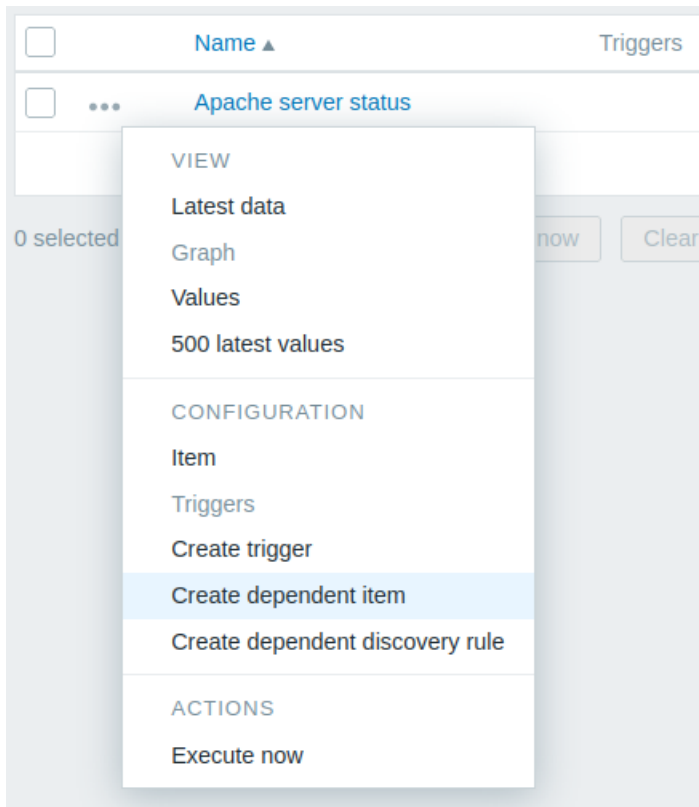 Name ▲ Triggers
Apache server status
VIEW
Latest data
0 selected now Clear
Graph
Values
500 latest values
CONFIGURATION
Item
Triggers
Create trigger
Create dependent item
Create dependent discovery rule
ACTIONS
Execute now